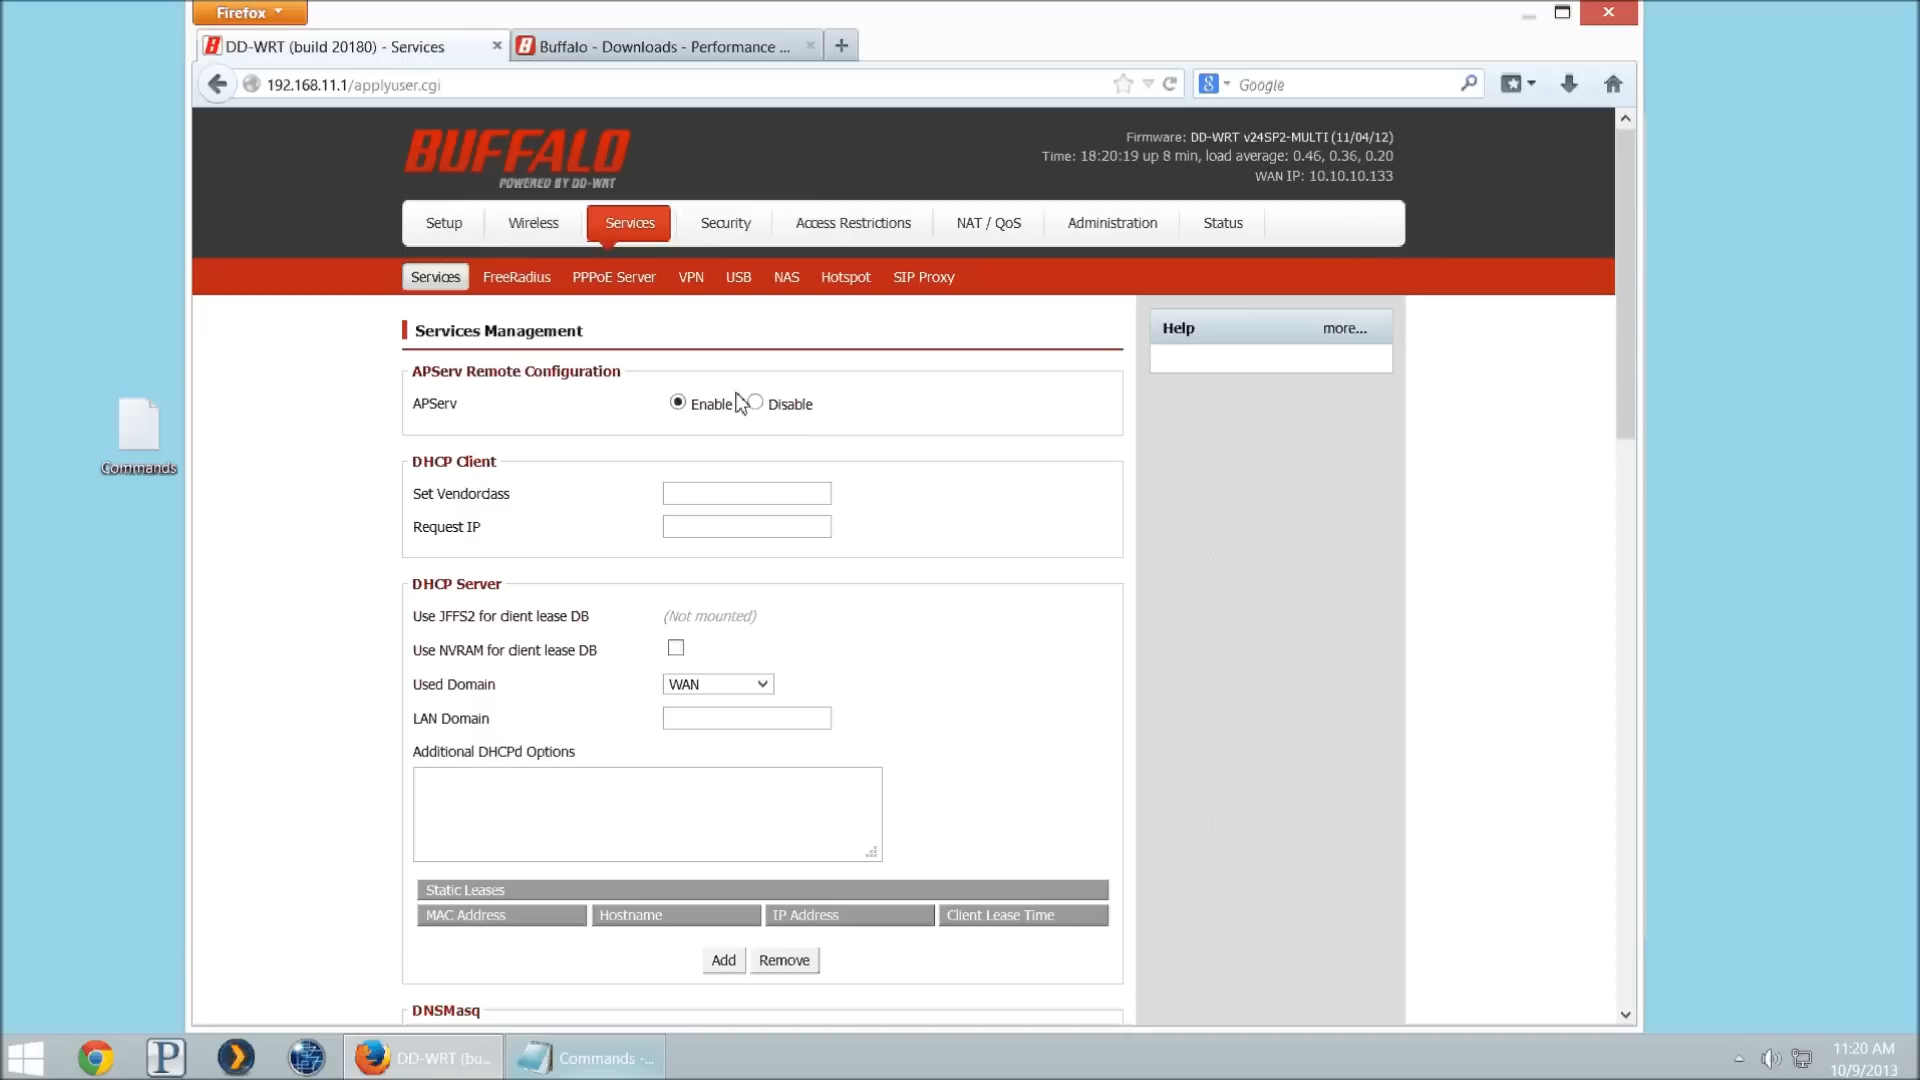 Firefox
DD-WRT (build 20180) - Services
Buffalo - Downloads - Performance ...
192.168.11.1/applyuser.cgi
Google
BUFFALO
POWERED BY DD-WRT
Firmware: DD-WRT v24SP2-MULTI (11/04/12)
Time: 18:20:19 up 8 min, load average: 0.46, 0.36, 0.20
WAN IP: 10.10.10.133
Setup Wireless Services Security Access Restrictions NAT / QoS Administration Status
Services FreeRadius PPPoE Server VPN USB NAS Hotspot SIP Proxy
Services Management
Help more...
APServ Remote Configuration
APServ Enable Disable
DHCP Client
Set Vendorclass
Request IP
DHCP Server
Use JFFS2 for client lease DB (Not mounted)
Use NVRAM for client lease DB
Used Domain WAN
LAN Domain
Additional DHCPd Options
Static Leases
MAC Address Hostname IP Address Client Lease Time
Add Remove
DNSMasq
Commands
DD-WRT (bu...
Commands -...
11:20 AM
10/9/2013